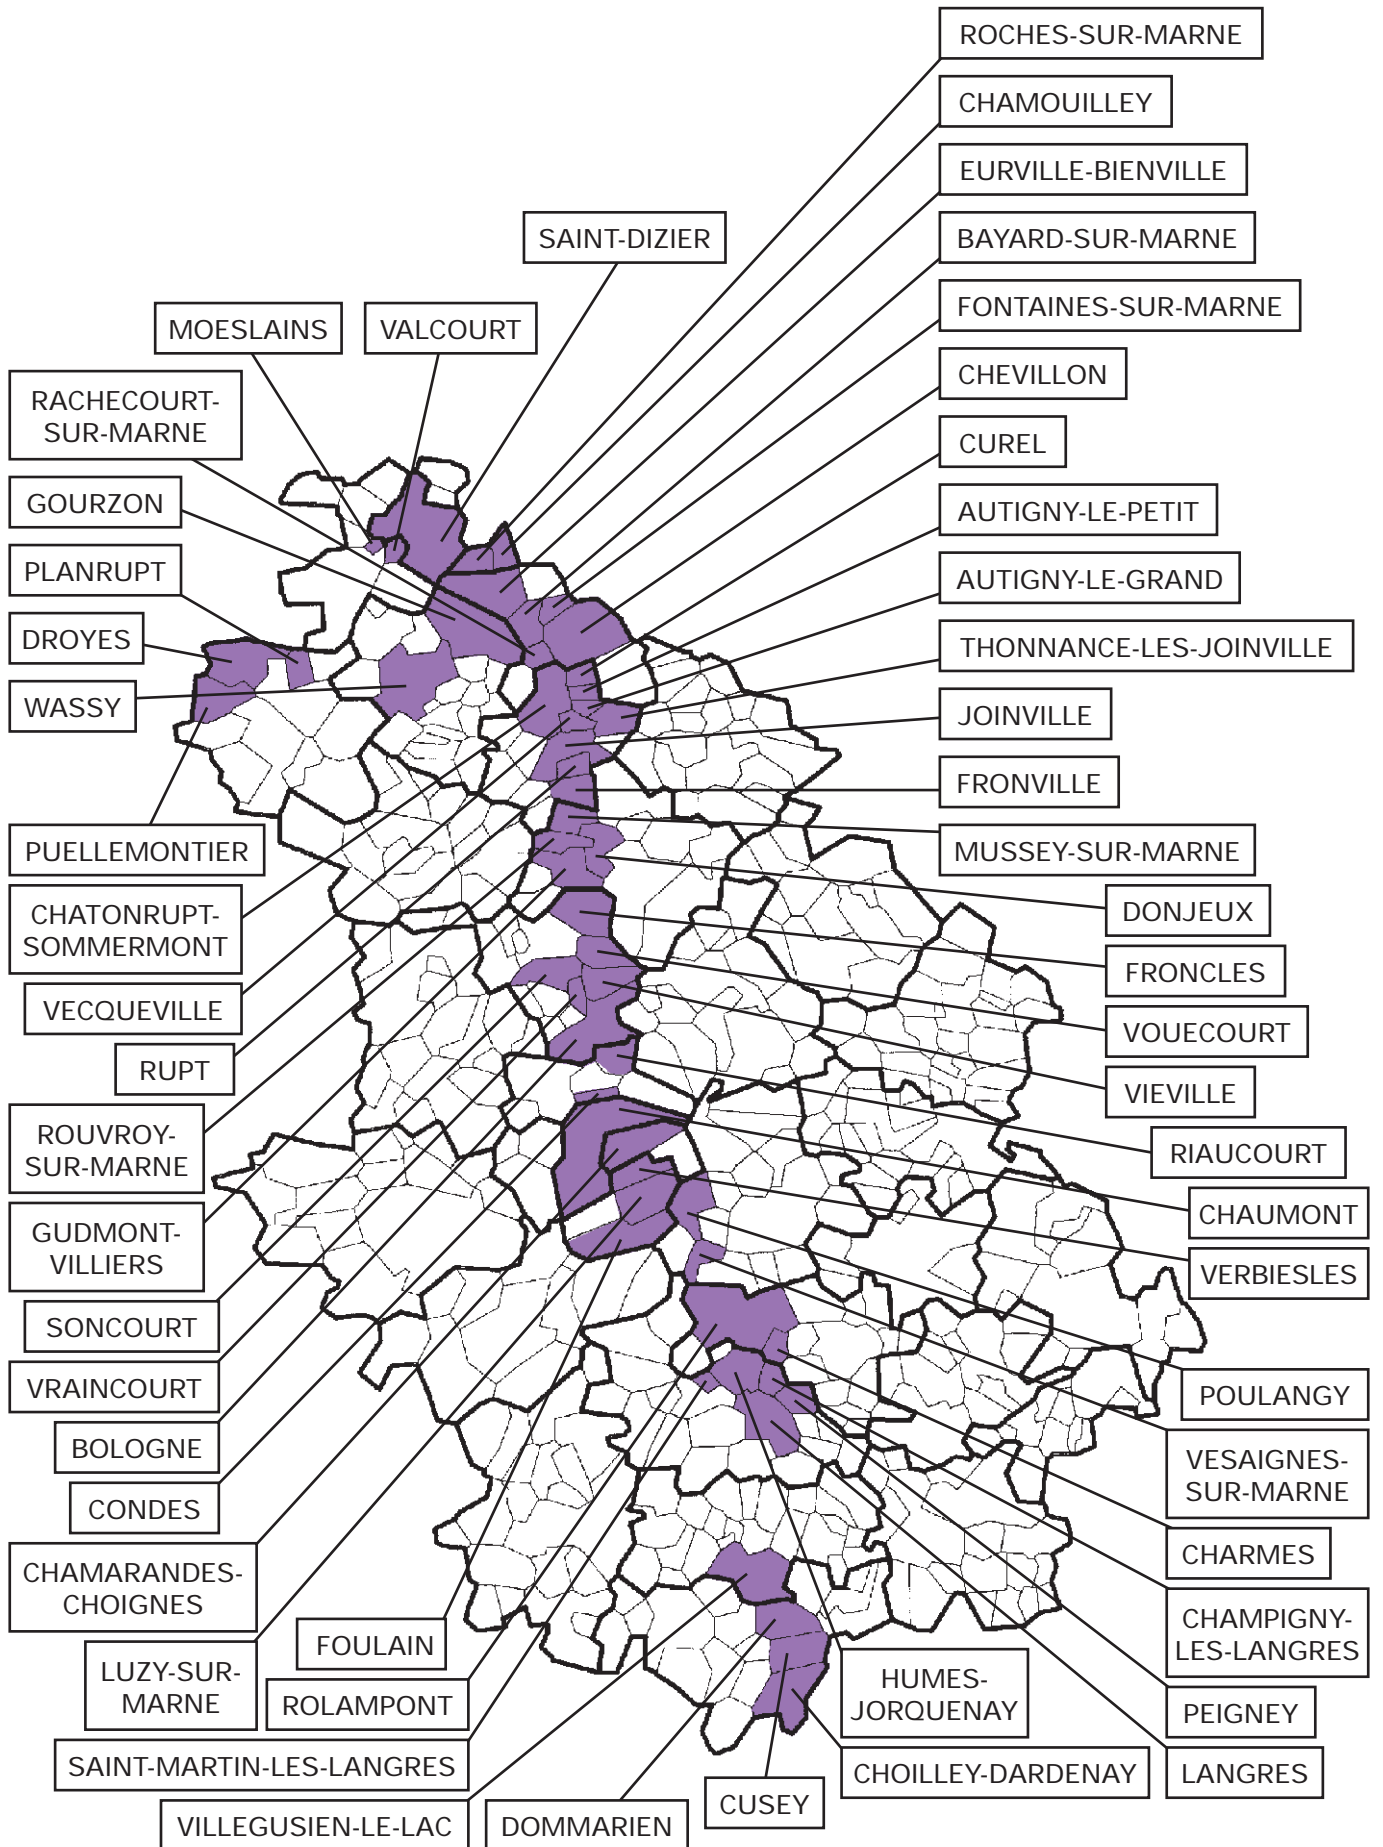 ROCHES-SUR-MARNE
CHAMOUILLEY
EURVILLE-BIENVILLE
SAINT-DIZIER
BAYARD-SUR-MARNE
FONTAINES-SUR-MARNE
MOESLAINS
VALCOURT
CHEVILLON
RACHECOURT-
SUR-MARNE
CUREL
GOURZON
AUTIGNY-LE-PETIT
PLANRUPT
AUTIGNY-LE-GRAND
DROYES
THONNANCE-LES-JOINVILLE
WASSY
JOINVILLE
FRONVILLE
PUELLEMONTIER
MUSSEY-SUR-MARNE
CHATONRUPT-
SOMMERMONT
DONJEUX
FRONCLES
VECQUEVILLE
VOUECOURT
RUPT
VIEVILLE
ROUVROY-
SUR-MARNE
RIAUCOURT
GUDMONT-
VILLIERS
CHAUMONT
VERBIESLES
SONCOURT
VRAINCOURT
POULANGY
BOLOGNE
VESAIGNES-
SUR-MARNE
CONDES
CHARMES
CHAMARANDES-
CHOIGNES
CHAMPIGNY-
LES-LANGRES
FOULAIN
LUZY-SUR-
MARNE
ROLAMPONT
HUMES-
JORQUENAY
PEIGNEY
SAINT-MARTIN-LES-LANGRES
CHOILLEY-DARDENAY
LANGRES
CUSEY
VILLEGUSIEN-LE-LAC
DOMMARIEN